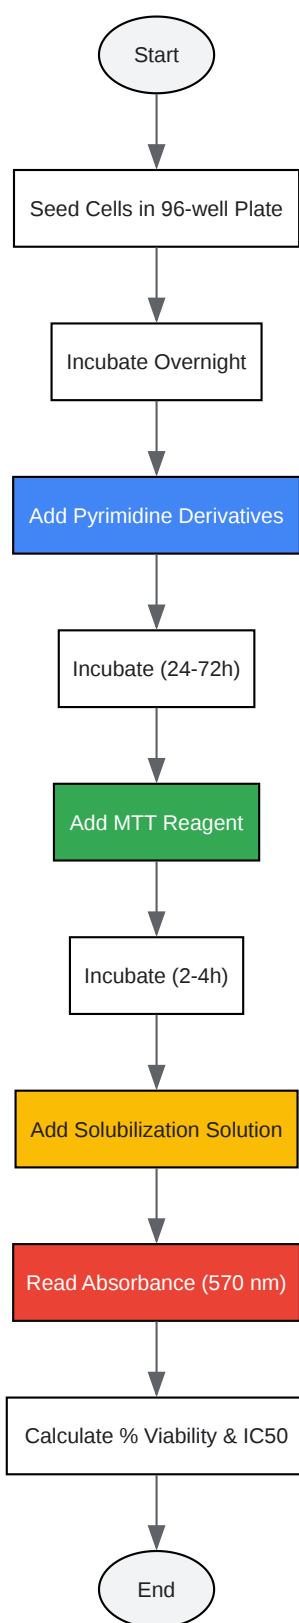 Start
Seed Cells in 96-well Plate
Incubate Overnight
Add Pyrimidine Derivatives
Incubate (24-72h)
Add MTT Reagent
Incubate (2-4h)
Add Solubilization Solution
Read Absorbance (570 nm)
Calculate % Viability & IC50
End